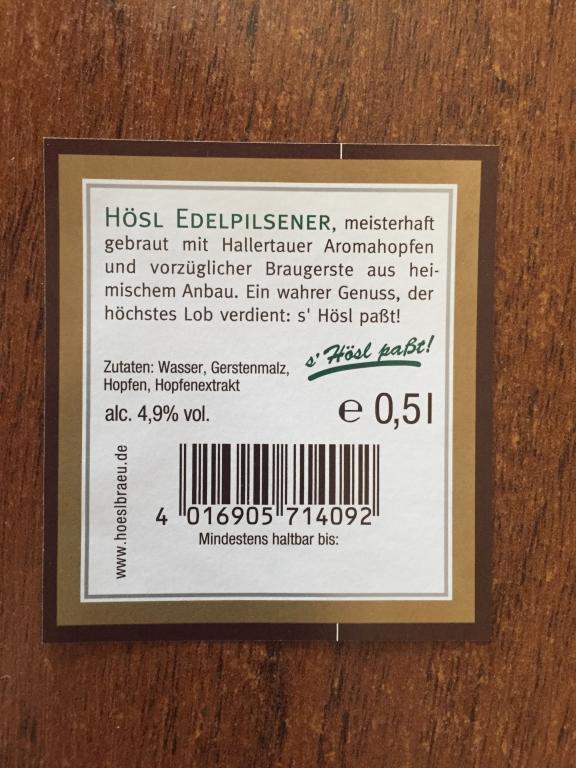 HÖSL EDELPILSENER, meisterhaft
gebraut mit Hallertauer Aromahopfen
und vorzüglicher Braugerste aus hei-
mischem Anbau. Ein wahrer Genuss, der
höchstes Lob verdient: s' Hösl paßt!
s' Hösl paßt!
Zutaten: Wasser, Gerstenmalz,
Hopfen, Hopfenextrakt
alc. 4,9% vol.
℮ 0,5l
www.hoeslbraeu.de
4 016905 714092
Mindestens haltbar bis: